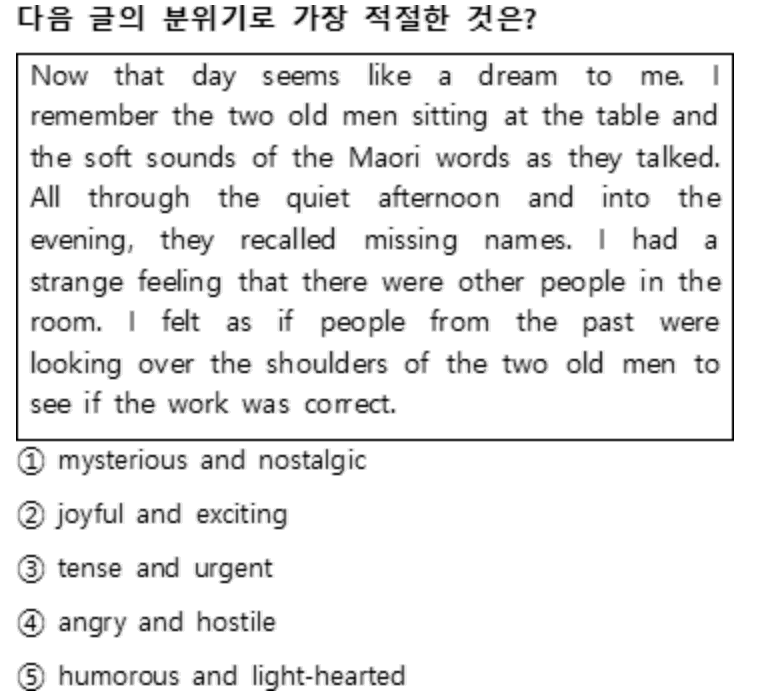 다음 글의 분위기로 가장 적절한 것은?
Now that day seems like a dream to me. I
remember the two old men sitting at the table and
the soft sounds of the Maori words as they talked.
All through the quiet afternoon and into the
evening, they recalled missing names. I had a
strange feeling that there were other people in the
room. I felt as if people from the past were
looking over the shoulders of the two old men to
see if the work was correct.
① mysterious and nostalgic
② joyful and exciting
③ tense and urgent
④ angry and hostile
⑤ humorous and light-hearted